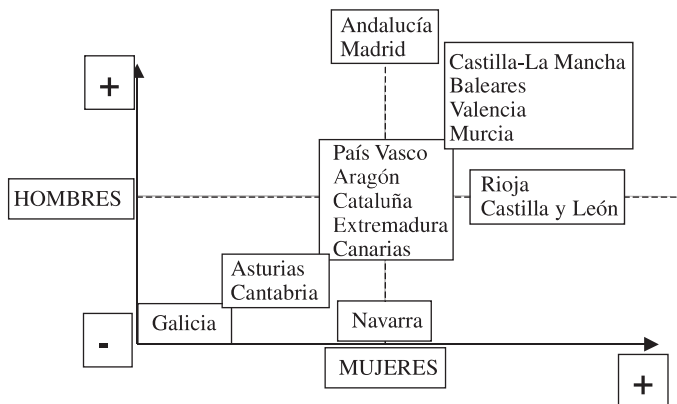 Andalucía
Madrid
Castilla-La Mancha
Baleares
Valencia
Murcia
+
País Vasco
Aragón
Cataluña
Extremadura
Canarias
Rioja
Castilla y León
HOMBRES
Asturias
Cantabria
Galicia
Navarra
-
MUJERES
+